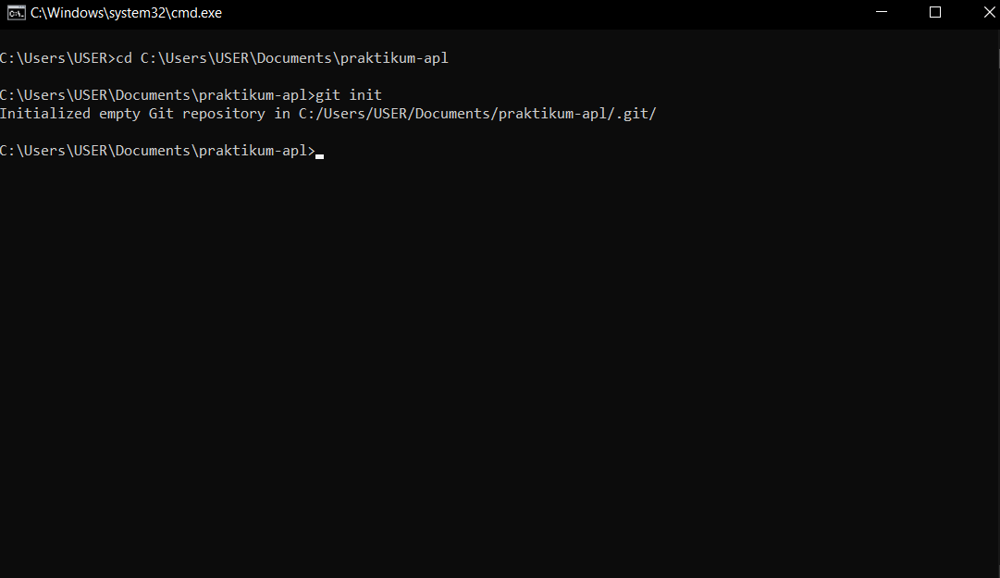 C:\Windows\system32\cmd.exe
C:\Users\USER>cd C:\Users\USER\Documents\praktikum-apl
C:\Users\USER\Documents\praktikum-apl>git init
Initialized empty Git repository in C:/Users/USER/Documents/praktikum-apl/.git/
C:\Users\USER\Documents\praktikum-apl>